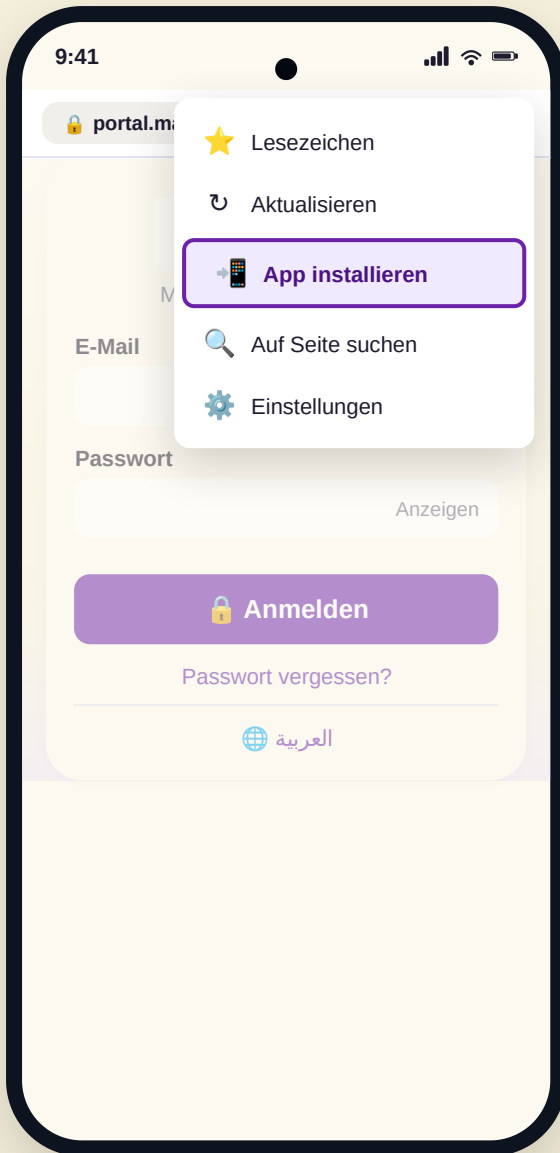 9:41
portal.ma
Lesezeichen
Aktualisieren
App installieren
Auf Seite suchen
Einstellungen
E-Mail
Passwort
Anzeigen
Anmelden
Passwort vergessen?
العربية